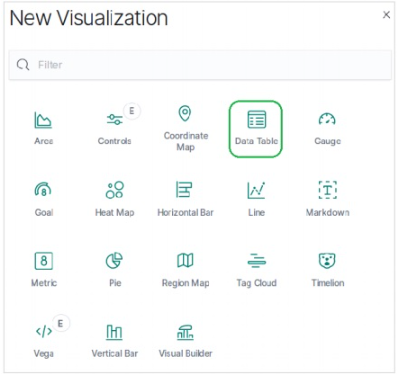 New Visualization
×
Filter
Area
E
Controls
Coordinate
Map
Data Table
Gauge
8
Goal
Heat Map
Horizontal Bar
Line
[T]
Markdown
8
Metric
Pie
Region Map
Tag Cloud
Timelion
</>
E
Vega
Vertical Bar
Visual Builder